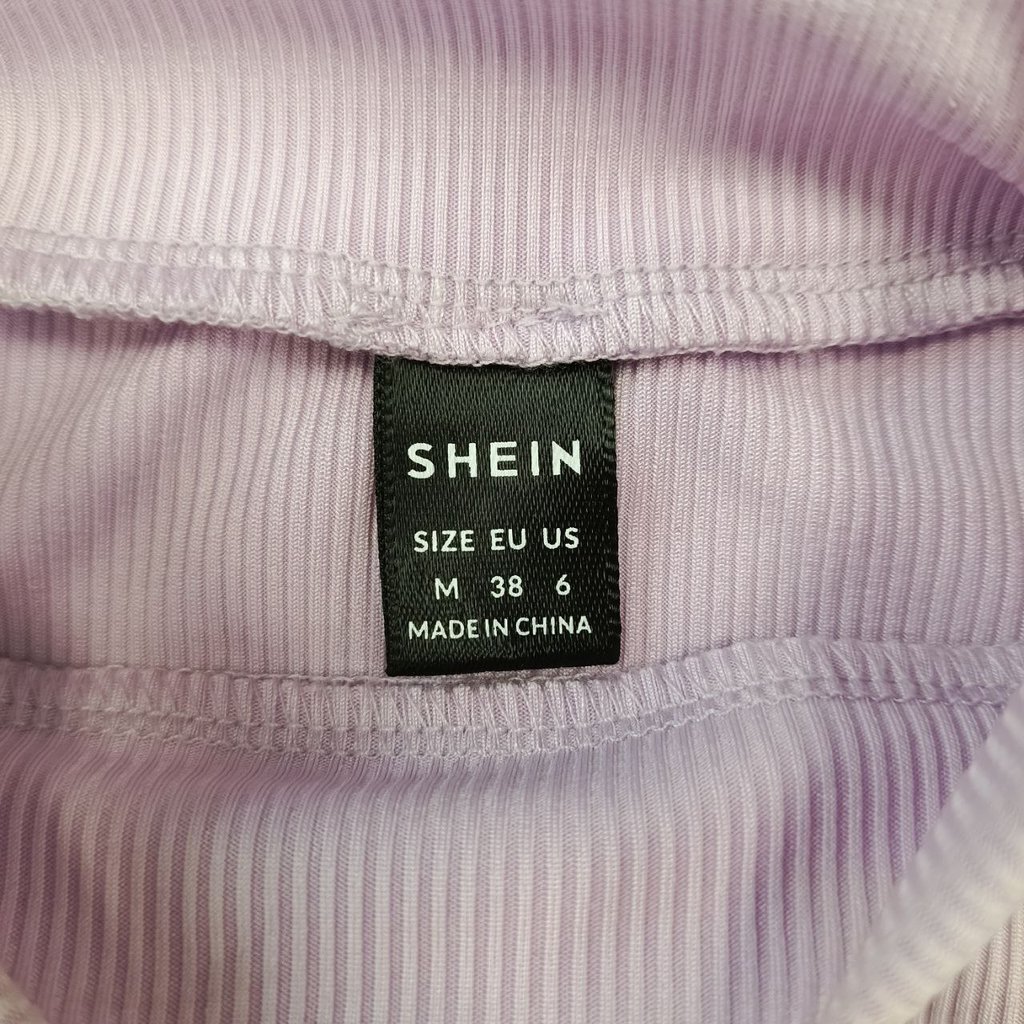 SHEIN
SIZE EU US
M 38 6
MADE IN CHINA